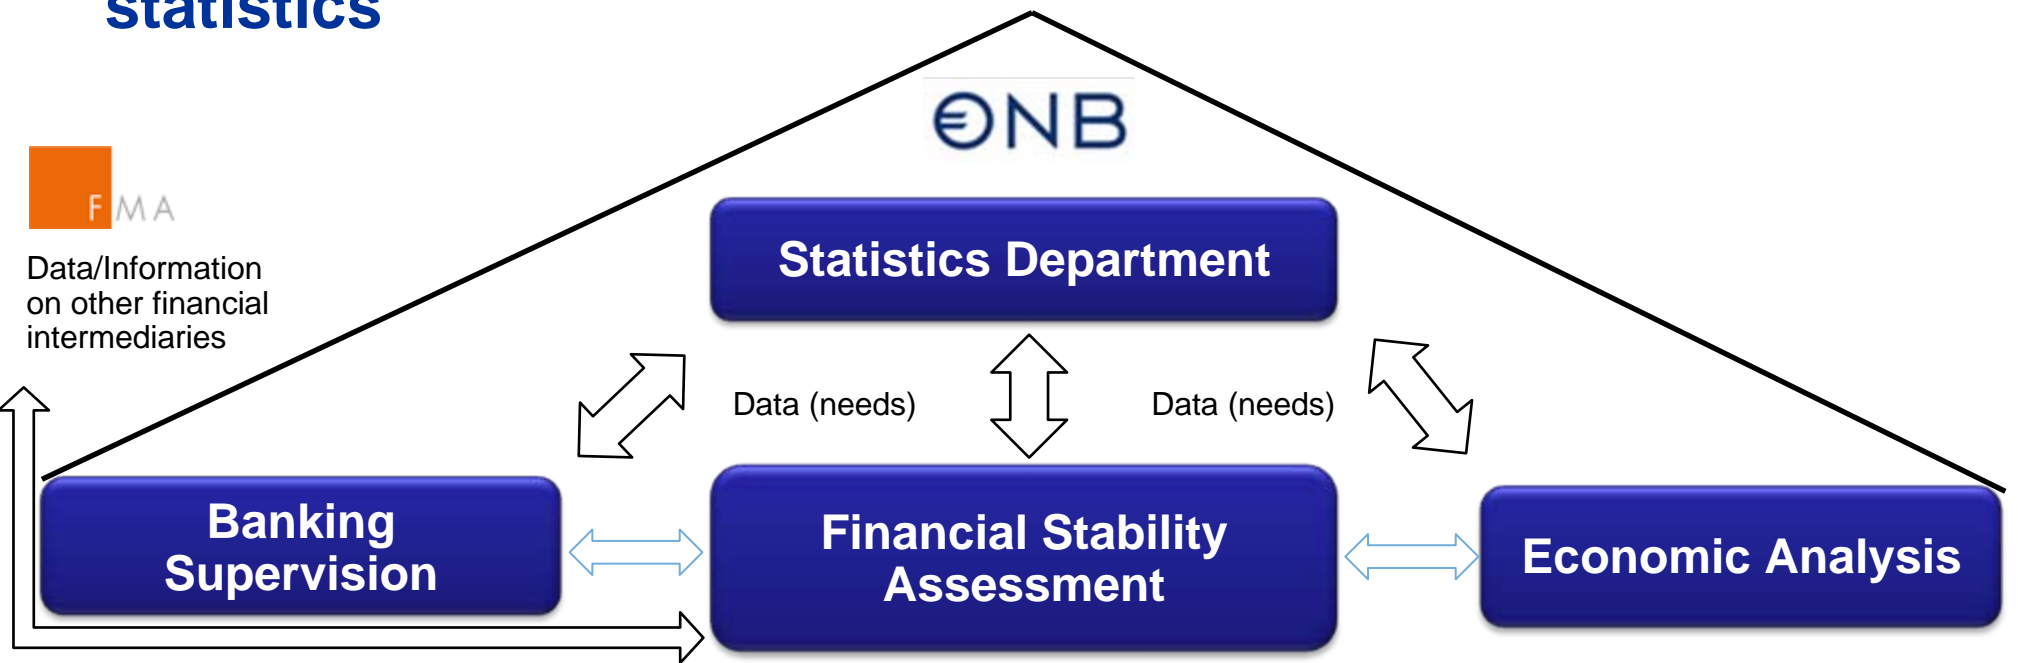 statistics
ONB
FMA
Data/Information
on other financial
intermediaries
Statistics Department
Data (needs)
Data (needs)
Banking
Supervision
Financial Stability
Assessment
Economic Analysis